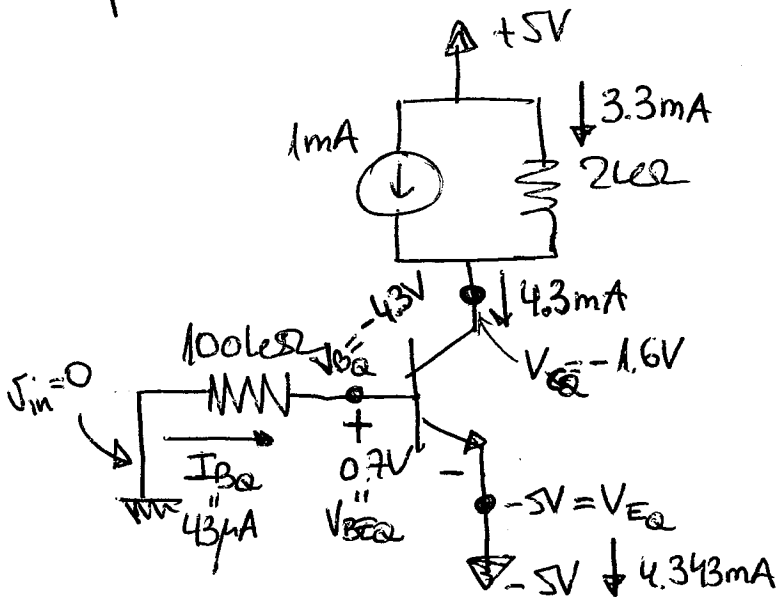 +5V
1mA
3.3mA
2kΩ
4.3mA
-4.3V
100kΩ
V_BQ
V_CQ = -1.6V
v_in=0
+
I_BQ
"
43μA
0.7V
"
V_BEQ
-
-5V = V_EQ
-5V
4.343mA